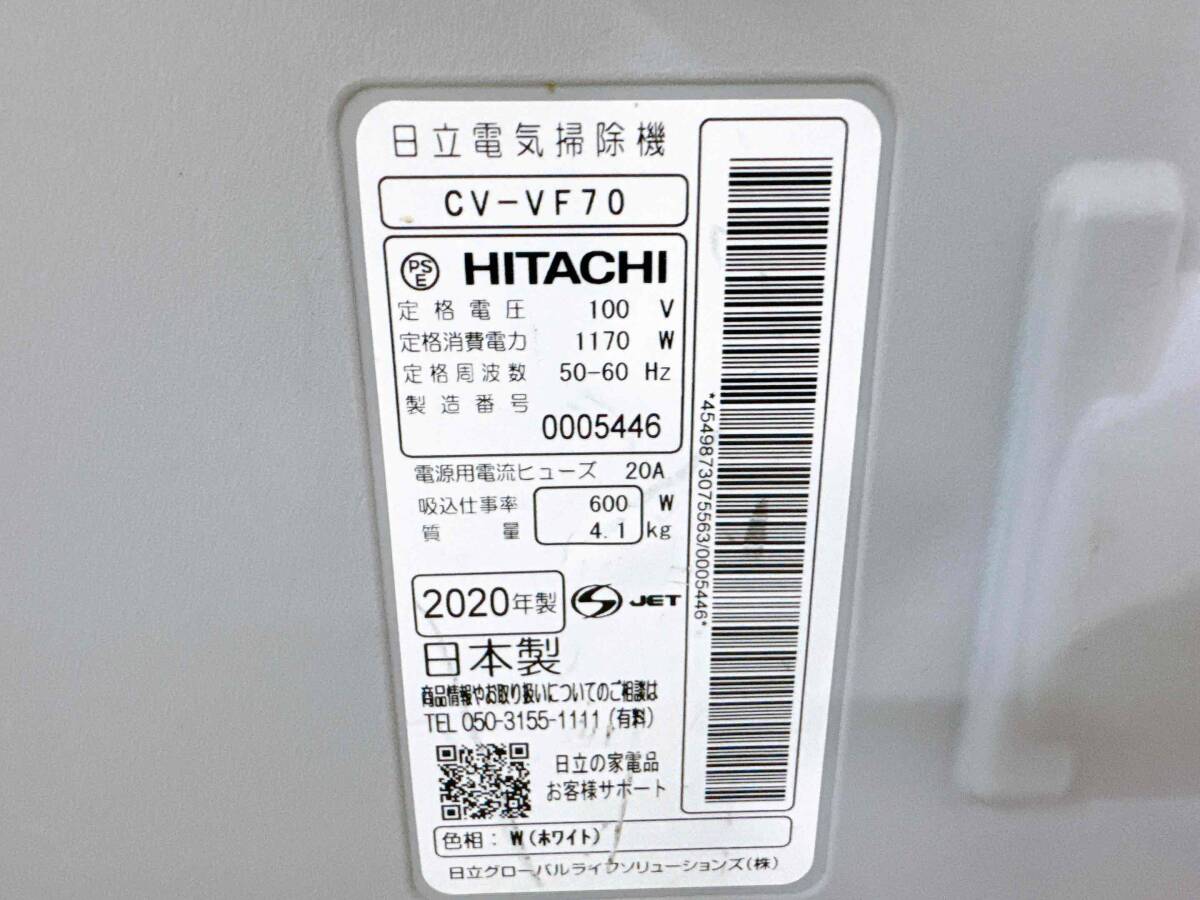 日立電気掃除機
CV-VF70
PS E HITACHI
定格電圧 100 V
定格消費電力 1170 W
定格周波数 50-60 Hz
製造番号
0005446
電源用電流ヒューズ 20A
吸込仕事率 600 W
質量 4.1 kg
2020年製 JET
日本製
商品情報やお取り扱いについてのご相談は
TEL 050-3155-1111 (有料)
日立の家電品
お客様サポート
色相: W(ホワイト)
日立グローバルライフソリューションズ(株)
*4549873075563/0005446*